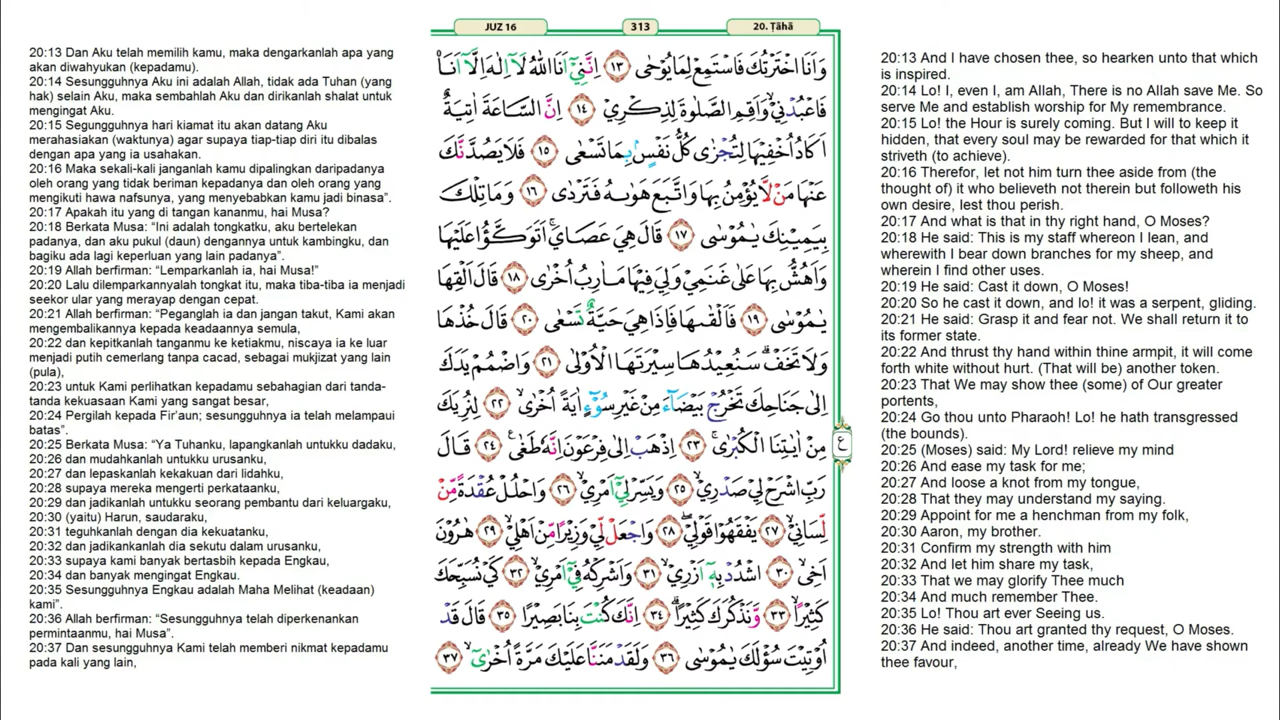 20:13 Dan Aku telah memilih kamu, maka dengarkanlah apa yang
akan diwahyukan (kepadamu).
20:14 Sesungguhnya Aku ini adalah Allah, tidak ada Tuhan (yang
hak) selain Aku, maka sembahlah Aku dan dirikanlah shalat untuk
mengingat Aku.
20:15 Segungguhnya hari kiamat itu akan datang Aku
merahasiakan (waktunya) agar supaya tiap-tiap diri itu dibalas
dengan apa yang ia usahakan.
20:16 Maka sekali-kali janganlah kamu dipalingkan daripadanya
oleh orang yang tidak beriman kepadanya dan oleh orang yang
mengikuti hawa nafsunya, yang menyebabkan kamu jadi binasa”.
20:17 Apakah itu yang di tangan kananmu, hai Musa?
20:18 Berkata Musa: “Ini adalah tongkatku, aku bertelekan
padanya, dan aku pukul (daun) dengannya untuk kambingku, dan
bagiku ada lagi keperluan yang lain padanya”.
20:19 Allah berfirman: “Lemparkanlah ia, hai Musa!”
20:20 Lalu dilemparkannyalah tongkat itu, maka tiba-tiba ia menjadi
seekor ular yang merayap dengan cepat.
20:21 Allah berfirman: “Peganglah ia dan jangan takut, Kami akan
mengembalikannya kepada keadaannya semula,
20:22 dan kepitkanlah tanganmu ke ketiakmu, niscaya ia ke luar
menjadi putih cemerlang tanpa cacad, sebagai mukjizat yang lain
(pula),
20:23 untuk Kami perlihatkan kepadamu sebahagian dari tanda-
tanda kekuasaan Kami yang sangat besar,
20:24 Pergilah kepada Fir'aun; sesungguhnya ia telah melampaui
batas”.
20:25 Berkata Musa: “Ya Tuhanku, lapangkanlah untukku dadaku,
20:26 dan mudahkanlah untukku urusanku,
20:27 dan lepaskanlah kekakuan dari lidahku,
20:28 supaya mereka mengerti perkataanku,
20:29 dan jadikanlah untukku seorang pembantu dari keluargaku,
20:30 (yaitu) Harun, saudaraku,
20:31 teguhkanlah dengan dia kekuatanku,
20:32 dan jadikankanlah dia sekutu dalam urusanku,
20:33 supaya kami banyak bertasbih kepada Engkau,
20:34 dan banyak mengingat Engkau.
20:35 Sesungguhnya Engkau adalah Maha Melihat (keadaan)
kami”.
20:36 Allah berfirman: “Sesungguhnya telah diperkenankan
permintaanmu, hai Musa”.
20:37 Dan sesungguhnya Kami telah memberi nikmat kepadamu
pada kali yang lain,
JUZ 16
313
20. Ṭāhā
وَاَنَا اخْتَرْتُكَ فَاسْتَمِعْ لِمَا يُوْحٰى ١٣ اِنَّنِيْٓ اَنَا اللّٰهُ لَآ اِلٰهَ اِلَّآ اَنَا۠
فَاعْبُدْنِيْۙ وَاَقِمِ الصَّلٰوةَ لِذِكْرِيْ ١٤ اِنَّ السَّاعَةَ اٰتِيَةٌ
اَكَادُ اُخْفِيْهَا لِتُجْزٰى كُلُّ نَفْسٍۢ بِمَا تَسْعٰى ١٥ فَلَا يَصُدَّنَّكَ
عَنْهَا مَنْ لَّا يُؤْمِنُ بِهَا وَاتَّبَعَ هَوٰىهُ فَتَرْدٰى ١٦ وَمَا تِلْكَ
بِيَمِيْنِكَ يٰمُوْسٰى ١٧ قَالَ هِيَ عَصَايَۚ اَتَوَكَّؤُا عَلَيْهَا
وَاَهُشُّ بِهَا عَلٰى غَنَمِيْ وَلِيَ فِيْهَا مَاٰرِبُ اُخْرٰى ١٨ قَالَ اَلْقِهَا
يٰمُوْسٰى ١٩ فَاَلْقٰىهَا فَاِذَا هِيَ حَيَّةٌ تَسْعٰى ٢٠ قَالَ خُذْهَا
وَلَا تَخَفْۗ سَنُعِيْدُهَا سِيْرَتَهَا الْاُوْلٰى ٢١ وَاضْمُمْ يَدَكَ
اِلٰى جَنَاحِكَ تَخْرُجْ بَيْضَاۤءَ مِنْ غَيْرِ سُوْۤءٍ اٰيَةً اُخْرٰىۙ ٢٢ لِنُرِيَكَ
مِنْ اٰيٰتِنَا الْكُبْرٰىۚ ٢٣ اِذْهَبْ اِلٰى فِرْعَوْنَ اِنَّهٗ طَغٰىۚ ٢٤ قَالَ
ع
رَبِّ اشْرَحْ لِيْ صَدْرِيْۙ ٢٥ وَيَسِّرْ لِيْٓ اَمْرِيْۙ ٢٦ وَاحْلُلْ عُقْدَةً مِّنْ
لِّسَانِيْۙ ٢٧ يَفْقَهُوْا قَوْلِيْۖ ٢٨ وَاجْعَلْ لِّيْ وَزِيْرًا مِّنْ اَهْلِيْۙ ٢٩ هٰرُوْنَ
اَخِىۙ ٣٠ اشْدُدْ بِهٖٓ اَزْرِيْۙ ٣١ وَاَشْرِكْهُ فِيْٓ اَمْرِيْۙ ٣٢ كَيْ نُسَبِّحَكَ
كَثِيْرًاۙ ٣٣ وَّنَذْكُرَكَ كَثِيْرًاۗ ٣٤ اِنَّكَ كُنْتَ بِنَا بَصِيْرًا ٣٥ قَالَ قَدْ
اُوْتِيْتَ سُؤْلَكَ يٰمُوْسٰى ٣٦ وَلَقَدْ مَنَنَّا عَلَيْكَ مَرَّةً اُخْرٰىٓۙ ٣٧
20:13 And I have chosen thee, so hearken unto that which
is inspired.
20:14 Lo! I, even I, am Allah, There is no Allah save Me. So
serve Me and establish worship for My remembrance.
20:15 Lo! the Hour is surely coming. But I will to keep it
hidden, that every soul may be rewarded for that which it
striveth (to achieve).
20:16 Therefor, let not him turn thee aside from (the
thought of) it who believeth not therein but followeth his
own desire, lest thou perish.
20:17 And what is that in thy right hand, O Moses?
20:18 He said: This is my staff whereon I lean, and
wherewith I bear down branches for my sheep, and
wherein I find other uses.
20:19 He said: Cast it down, O Moses!
20:20 So he cast it down, and lo! it was a serpent, gliding.
20:21 He said: Grasp it and fear not. We shall return it to
its former state.
20:22 And thrust thy hand within thine armpit, it will come
forth white without hurt. (That will be) another token.
20:23 That We may show thee (some) of Our greater
portents,
20:24 Go thou unto Pharaoh! Lo! he hath transgressed
(the bounds).
20:25 (Moses) said: My Lord! relieve my mind
20:26 And ease my task for me;
20:27 And loose a knot from my tongue,
20:28 That they may understand my saying.
20:29 Appoint for me a henchman from my folk,
20:30 Aaron, my brother.
20:31 Confirm my strength with him
20:32 And let him share my task,
20:33 That we may glorify Thee much
20:34 And much remember Thee.
20:35 Lo! Thou art ever Seeing us.
20:36 He said: Thou art granted thy request, O Moses.
20:37 And indeed, another time, already We have shown
thee favour,